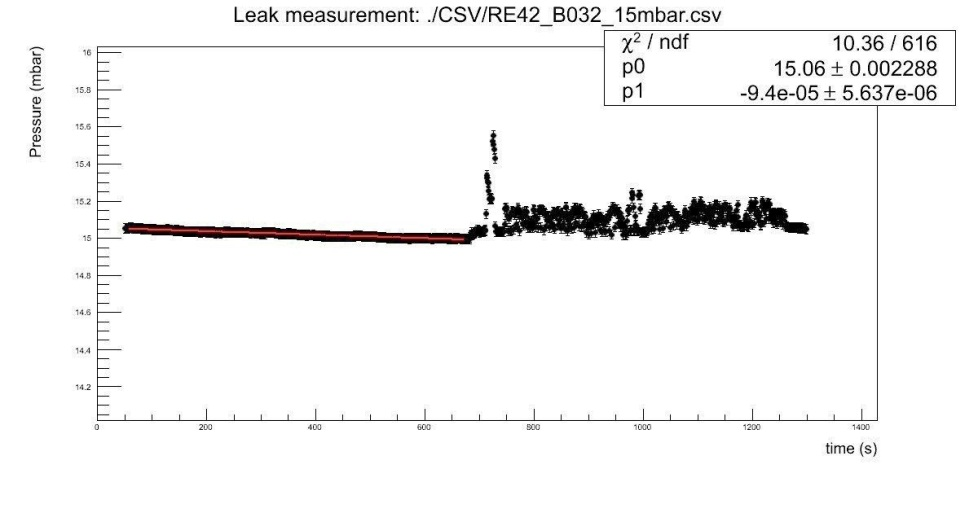 Leak measurement: ./CSV/RE42_B032_15mbar.csv
χ² / ndf 10.36 / 616
p0 15.06 ± 0.002288
p1 -9.4e-05 ± 5.637e-06
Pressure (mbar)
16
15.8
15.6
15.4
15.2
15
14.8
14.6
14.4
14.2
0 200 400 600 800 1000 1200 1400
time (s)